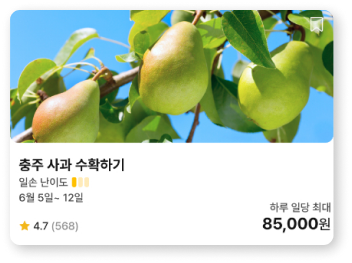 충주 사과 수확하기
일손 난이도
6월 5일~ 12일
하루 일당 최대
4.7 (568)
85,000원